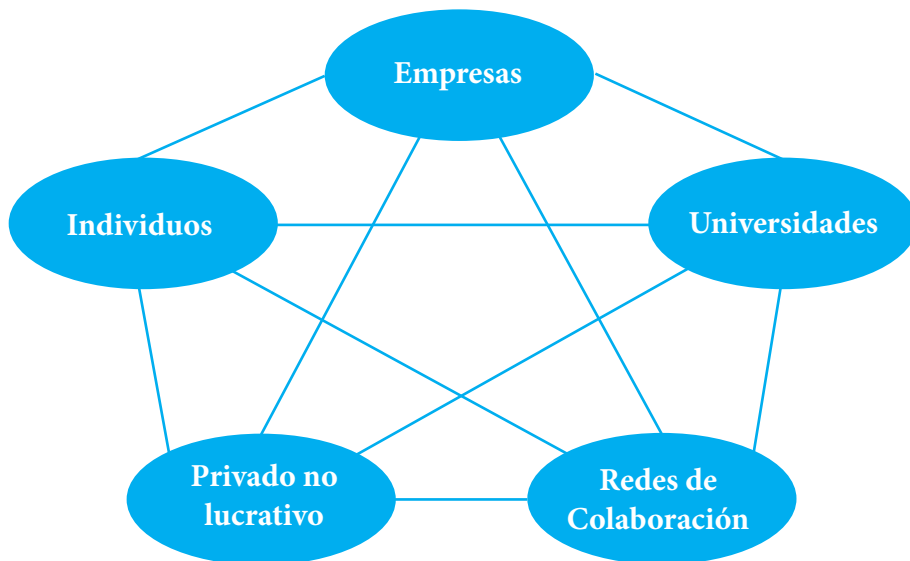 Empresas
Individuos
Universidades
Privado no
lucrativo
Redes de
Colaboración